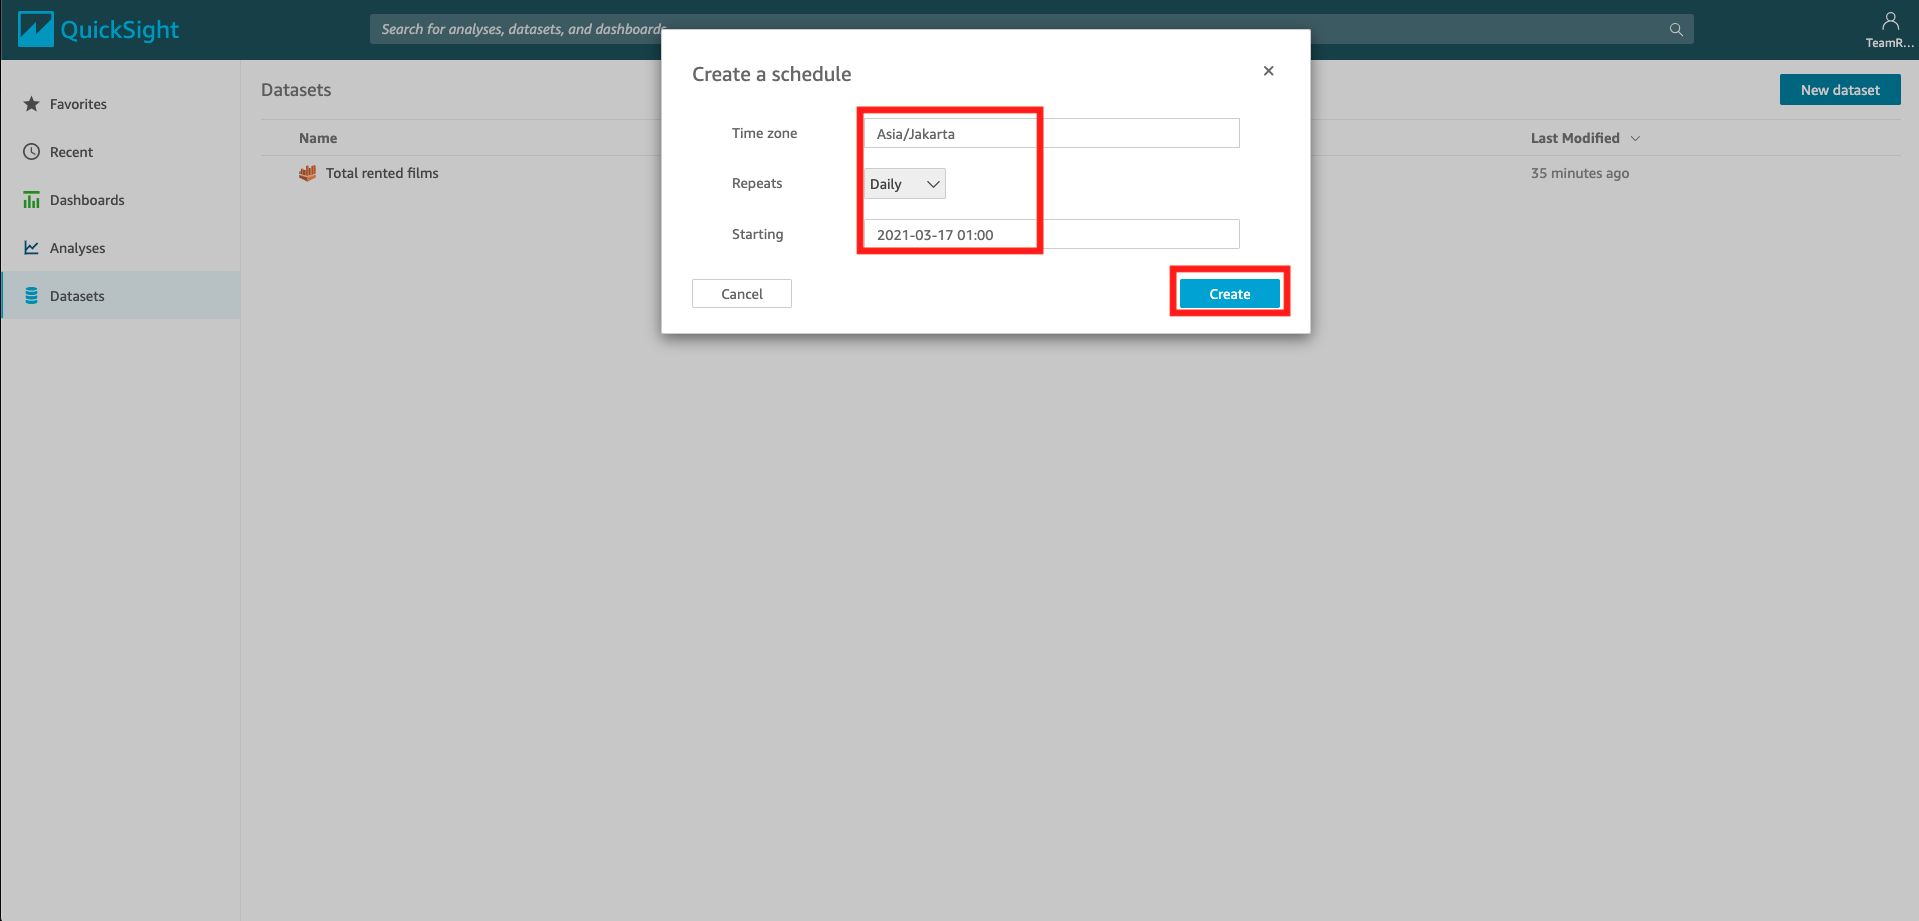 QuickSight
Search for analyses, datasets, and dashboards
TeamR...
Create a schedule
Time zone
Asia/Jakarta
Repeats
Daily
Starting
2021-03-17 01:00
Cancel
Create
Favorites
Recent
Dashboards
Analyses
Datasets
Datasets
New dataset
Name
Last Modified
Total rented films
35 minutes ago